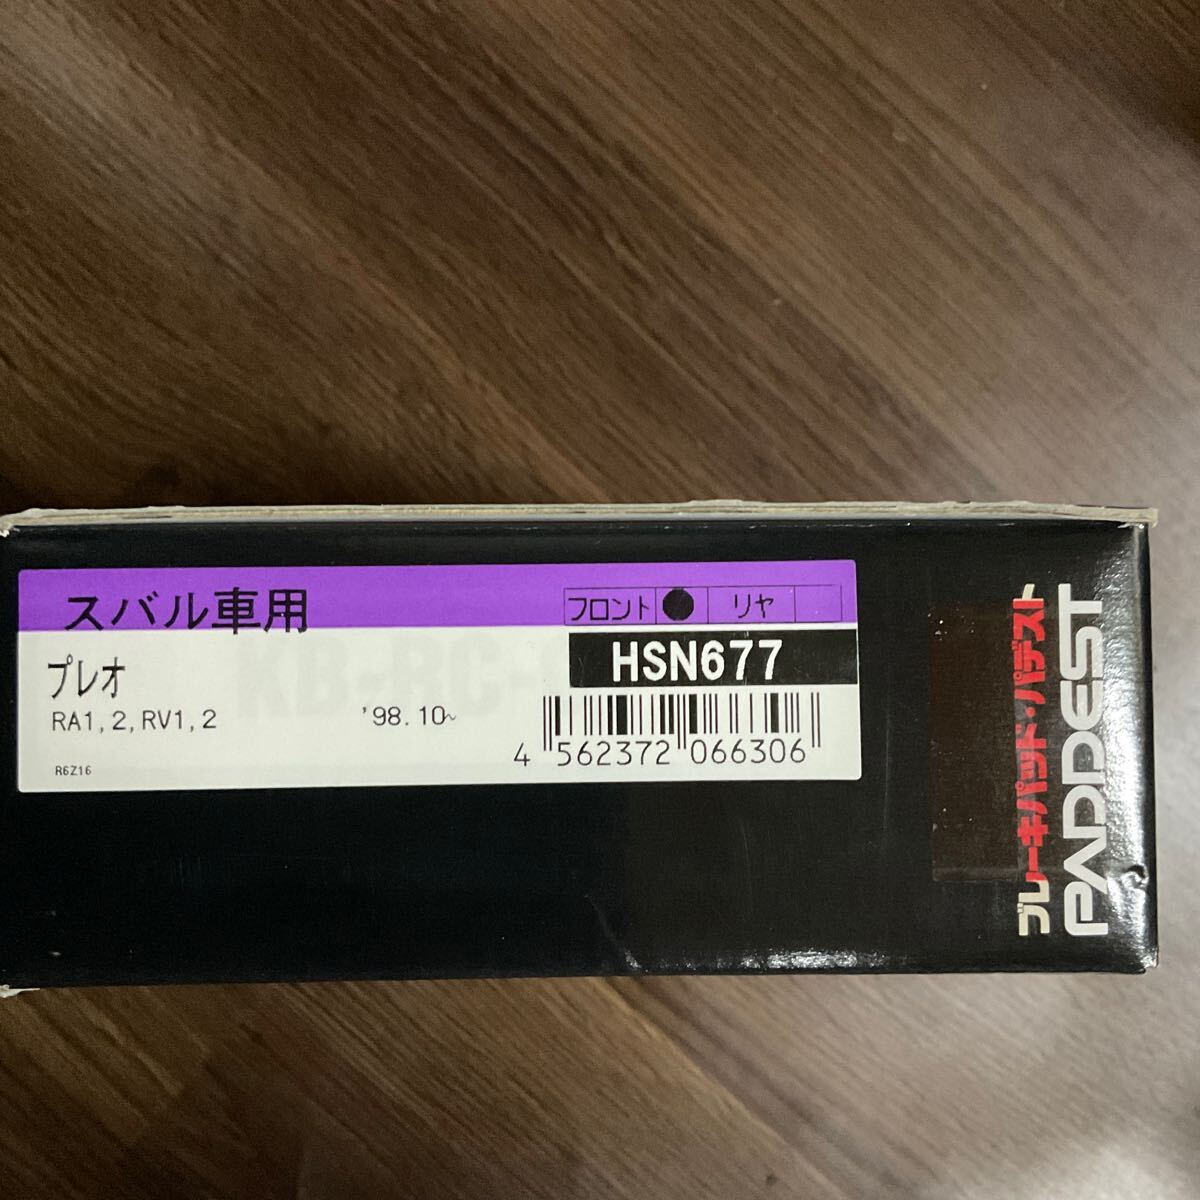 スバル車用
フロント ● リヤ
プレオ
HSN677
RA1,2,RV1,2 '98.10~
4 562372 066306
R6Z16
ブレーキパッド・パデスト
PADDEST